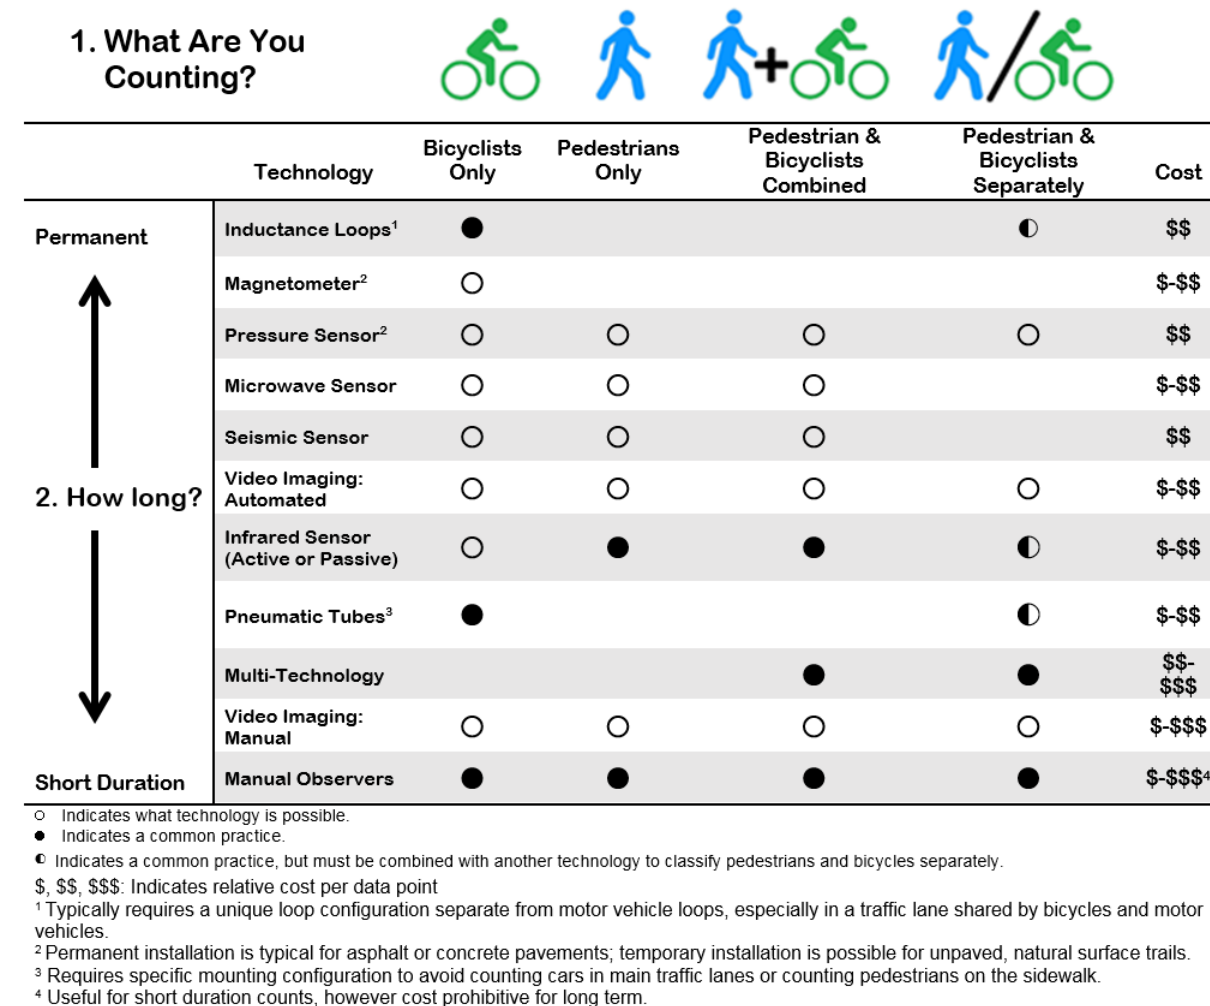 1. What Are You
Counting?
Technology
Bicyclists
Only
Pedestrians
Only
Pedestrian &
Bicyclists
Combined
Pedestrian &
Bicyclists
Separately
Cost
Permanent
2. How long?
Short Duration
Inductance Loops¹ ● ◐ $$
Magnetometer² ○ $-$$
Pressure Sensor² ○ ○ ○ ○ $$
Microwave Sensor ○ ○ ○ $-$$
Seismic Sensor ○ ○ ○ $$
Video Imaging:
Automated ○ ○ ○ ○ $-$$
Infrared Sensor
(Active or Passive) ○ ● ● ◐ $-$$
Pneumatic Tubes³ ● ◐ $-$$
Multi-Technology ● ● $$-
$$$
Video Imaging:
Manual ○ ○ ○ ○ $-$$$
Manual Observers ● ● ● ● $-$$$⁴
○ Indicates what technology is possible.
● Indicates a common practice.
◐ Indicates a common practice, but must be combined with another technology to classify pedestrians and bicycles separately.
$, $$, $$$: Indicates relative cost per data point
¹ Typically requires a unique loop configuration separate from motor vehicle loops, especially in a traffic lane shared by bicycles and motor
vehicles.
² Permanent installation is typical for asphalt or concrete pavements; temporary installation is possible for unpaved, natural surface trails.
³ Requires specific mounting configuration to avoid counting cars in main traffic lanes or counting pedestrians on the sidewalk.
⁴ Useful for short duration counts, however cost prohibitive for long term.